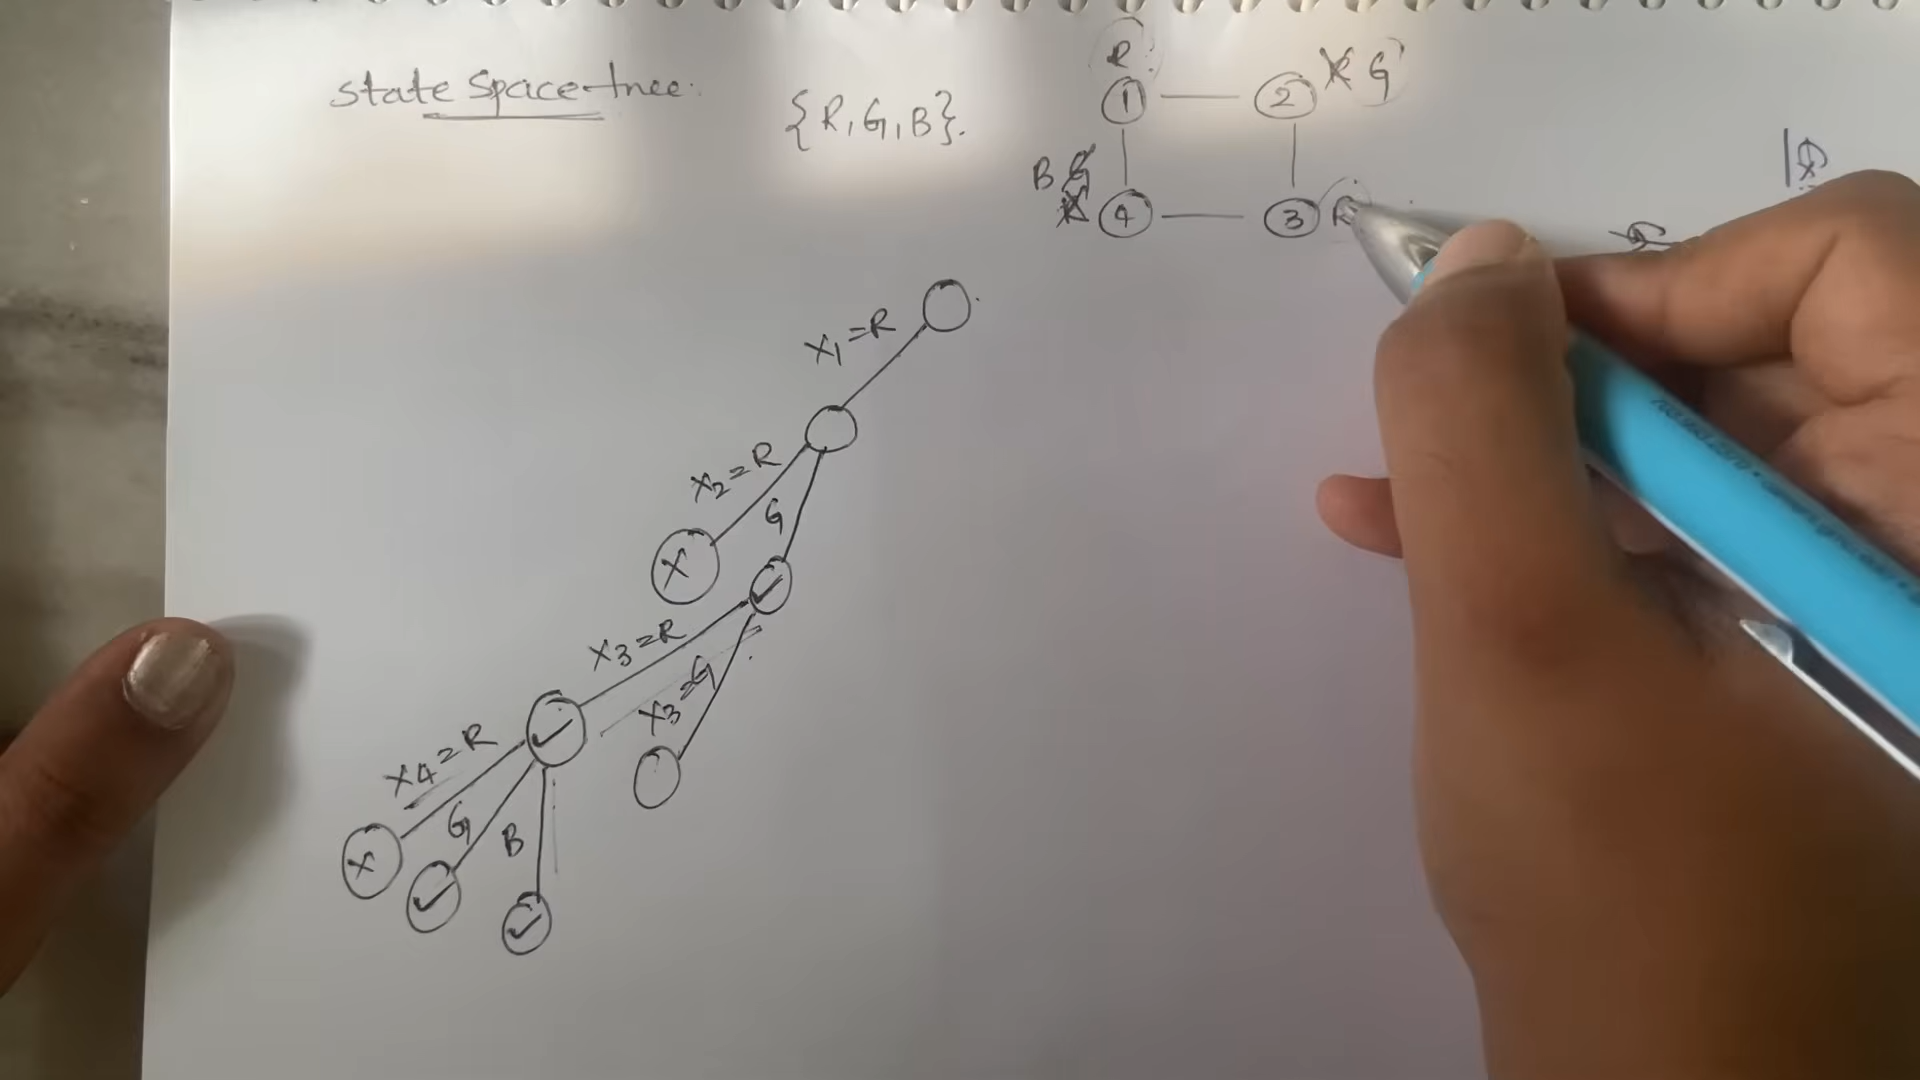 State Space-tree:
{R,G,B}.
R
1
2
R G
B G
R
4
3
R
X1=R
X2=R
G
X
X3=R
X3=G
X4=R
G
B
X